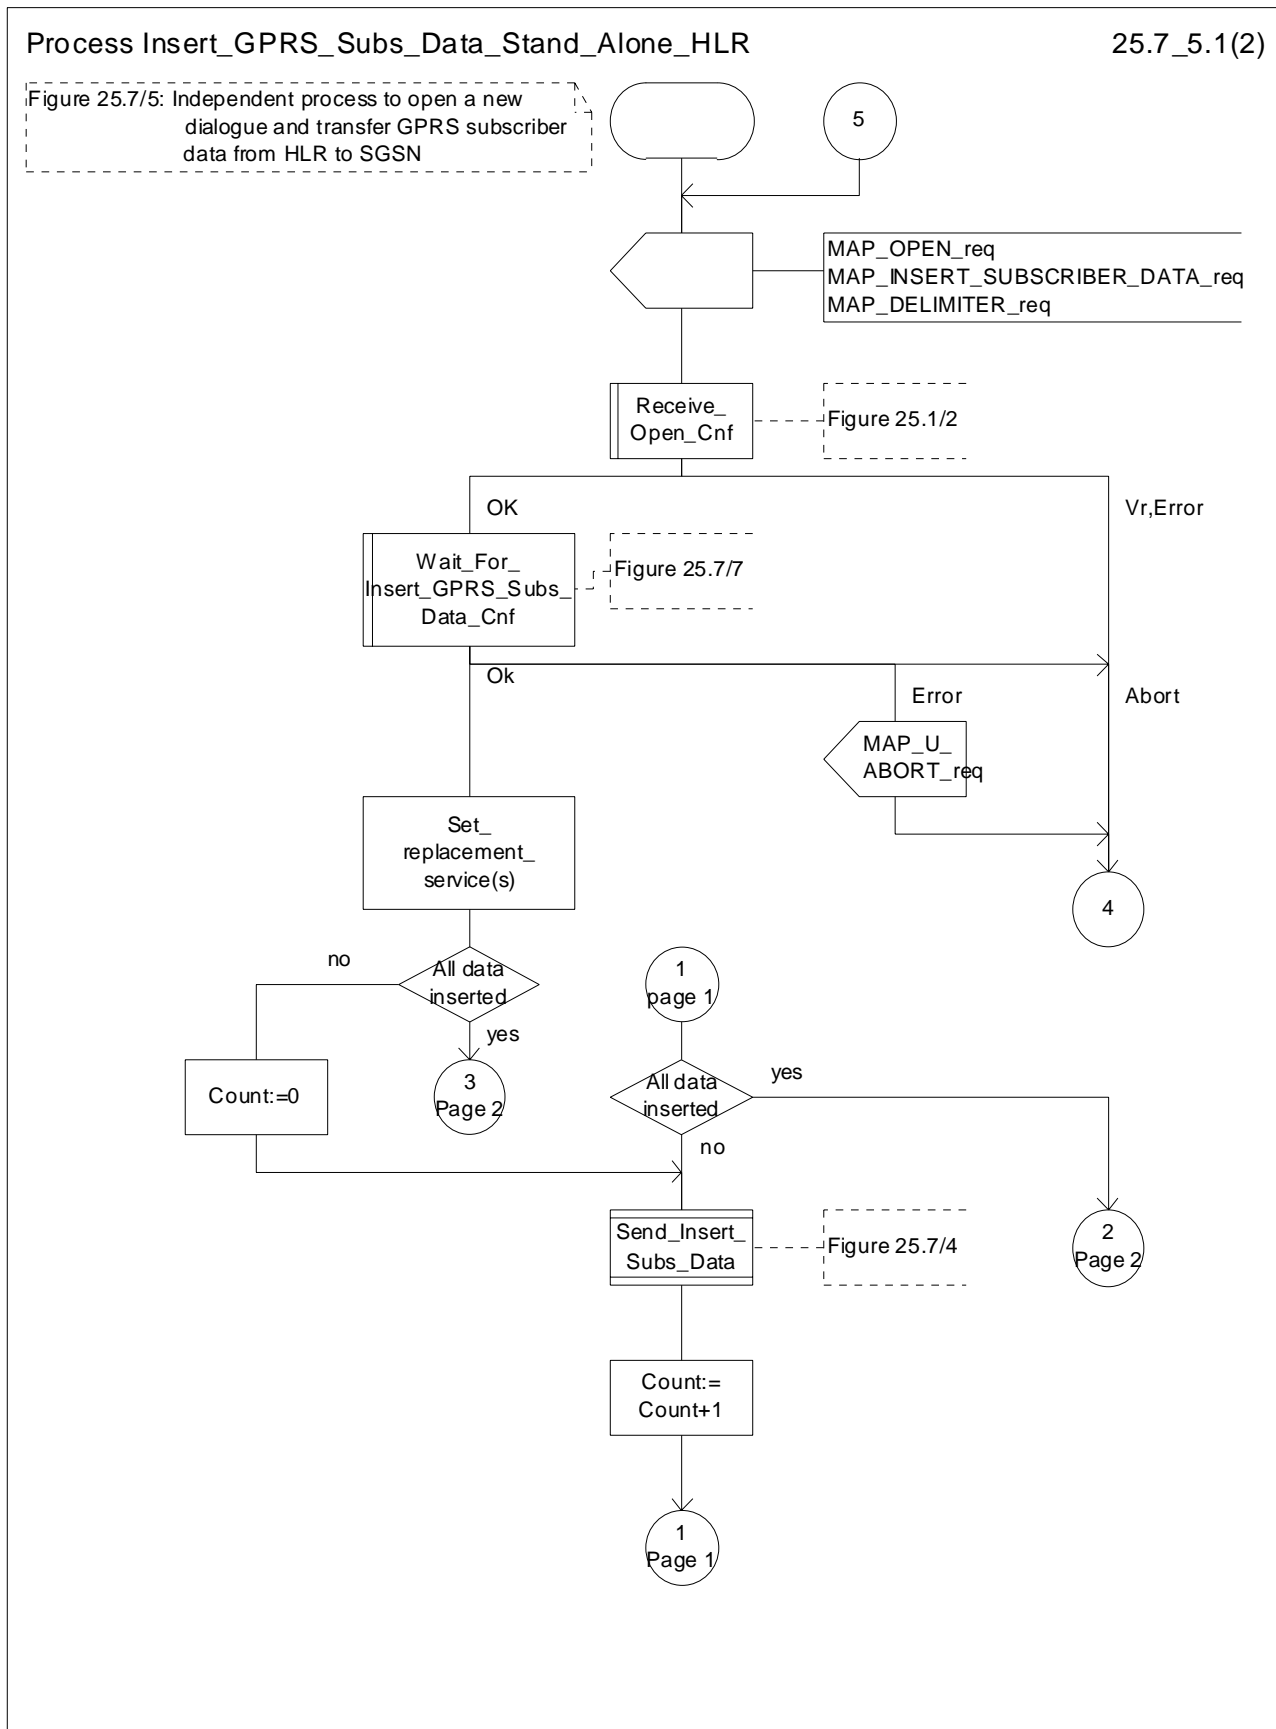 Process Insert_GPRS_Subs_Data_Stand_Alone_HLR
25.7_5.1(2)
Figure 25.7/5: Independent process to open a new
dialogue and transfer GPRS subscriber
data from HLR to SGSN
5
MAP_OPEN_req
MAP_INSERT_SUBSCRIBER_DATA_req
MAP_DELIMITER_req
Receive_
Open_Cnf
Figure 25.1/2
OK
Vr,Error
Wait_For_
Insert_GPRS_Subs_
Data_Cnf
Figure 25.7/7
Ok
Error
Abort
MAP_U_
ABORT_req
Set_
replacement_
service(s)
4
no
All data
inserted
yes
1
page 1
Count:=0
3
Page 2
All data
inserted
yes
no
Send_Insert_
Subs_Data
Figure 25.7/4
2
Page 2
Count:=
Count+1
1
Page 1